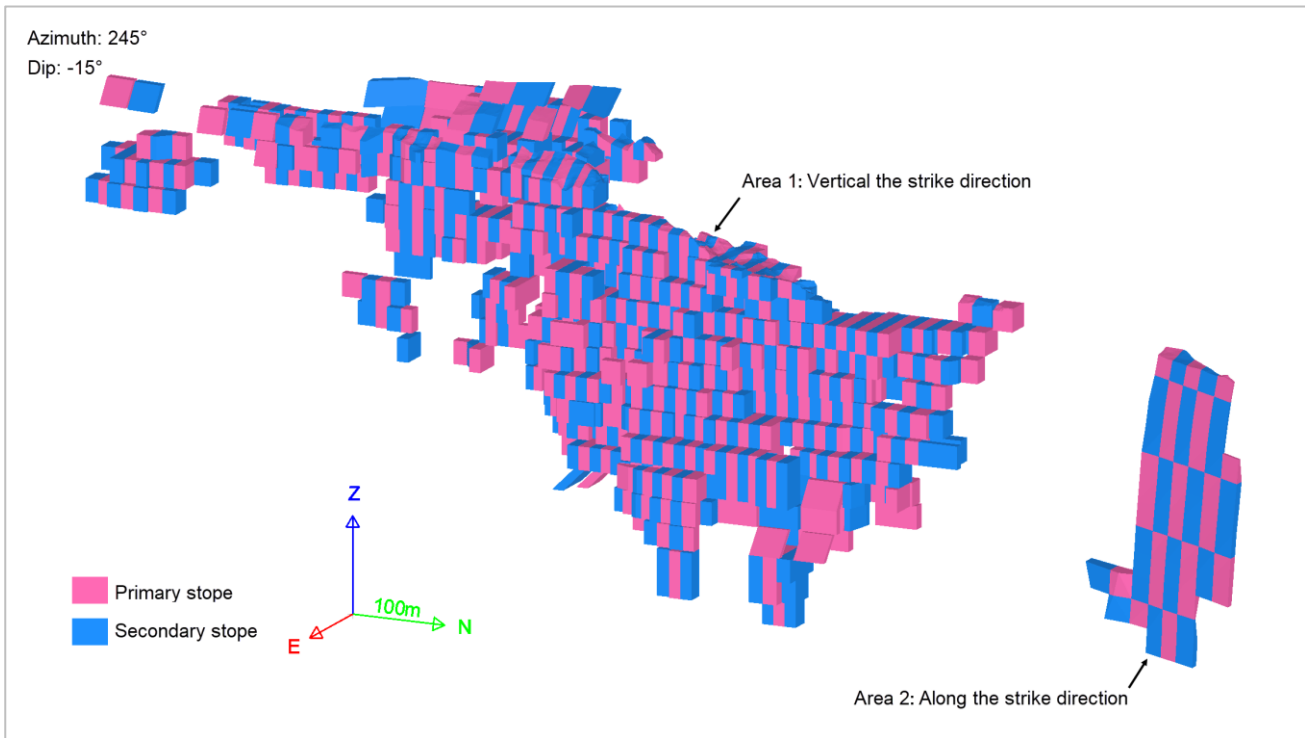 Azimuth: 245°
Dip: -15°
Area 1: Vertical the strike direction
Z
100m
N
E
Primary stope
Secondary stope
Area 2: Along the strike direction